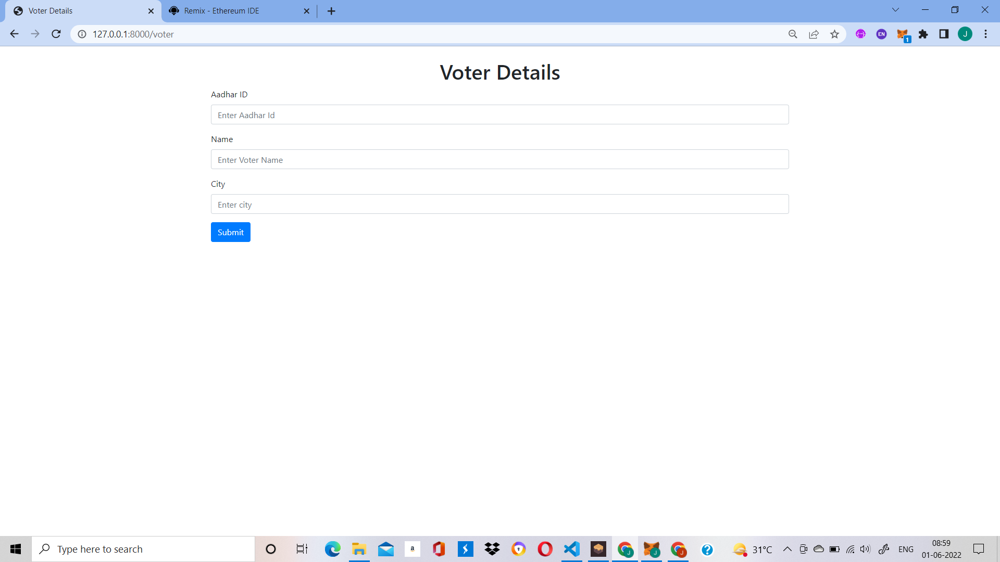 Voter Details
Remix - Ethereum IDE
127.0.0.1:8000/voter
EN
1
J
Voter Details
Aadhar ID
Enter Aadhar Id
Name
Enter Voter Name
City
Enter city
Submit
Type here to search
a
J
J
J
?
31°C
ENG
08:59
01-06-2022